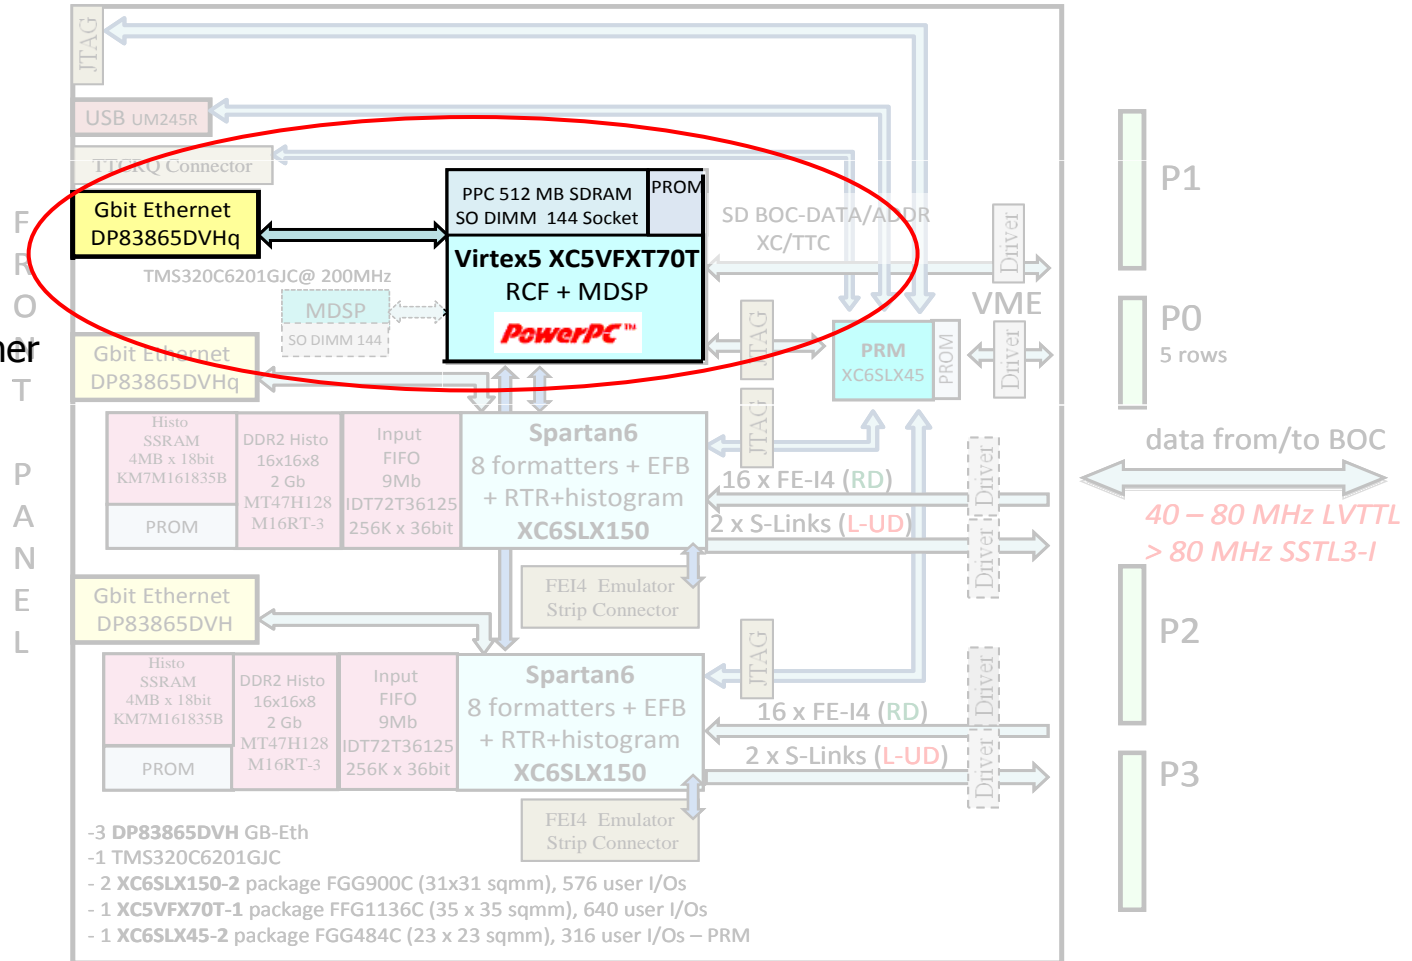 JTAG
USB UM245R
TTCRQ Connector
Gbit Ethernet
DP83865DVHq
PPC 512 MB SDRAM
SO DIMM 144 Socket
PROM
Virtex5 XC5VFXT70T
RCF + MDSP
PowerPC™
TMS320C6201GJC@ 200MHz
MDSP
SO DIMM 144
SD BOC-DATA/ADDR
XC/TTC
Driver
VME
Driver
JTAG
PRM
XC6SLX45
PROM
P1
P0
5 rows
FRONT PANEL
her
Gbit Ethernet
DP83865DVHq
Histo
SSRAM
4MB x 18bit
KM7M161835B
PROM
DDR2 Histo
16x16x8
2 Gb
MT47H128
M16RT-3
Input
FIFO
9Mb
IDT72T36125
256K x 36bit
Spartan6
8 formatters + EFB
+ RTR+histogram
XC6SLX150
JTAG
16 x FE-I4 (RD)
2 x S-Links (L-UD)
Driver
Driver
data from/to BOC
40 – 80 MHz LVTTL
> 80 MHz SSTL3-I
FEI4 Emulator
Strip Connector
Gbit Ethernet
DP83865DVH
Histo
SSRAM
4MB x 18bit
KM7M161835B
PROM
DDR2 Histo
16x16x8
2 Gb
MT47H128
M16RT-3
Input
FIFO
9Mb
IDT72T36125
256K x 36bit
Spartan6
8 formatters + EFB
+ RTR+histogram
XC6SLX150
JTAG
16 x FE-I4 (RD)
2 x S-Links (L-UD)
Driver
Driver
P2
P3
FEI4 Emulator
Strip Connector
-3 DP83865DVH GB-Eth
-1 TMS320C6201GJC
- 2 XC6SLX150-2 package FGG900C (31x31 sqmm), 576 user I/Os
- 1 XC5VFX70T-1 package FFG1136C (35 x 35 sqmm), 640 user I/Os
- 1 XC6SLX45-2 package FGG484C (23 x 23 sqmm), 316 user I/Os – PRM